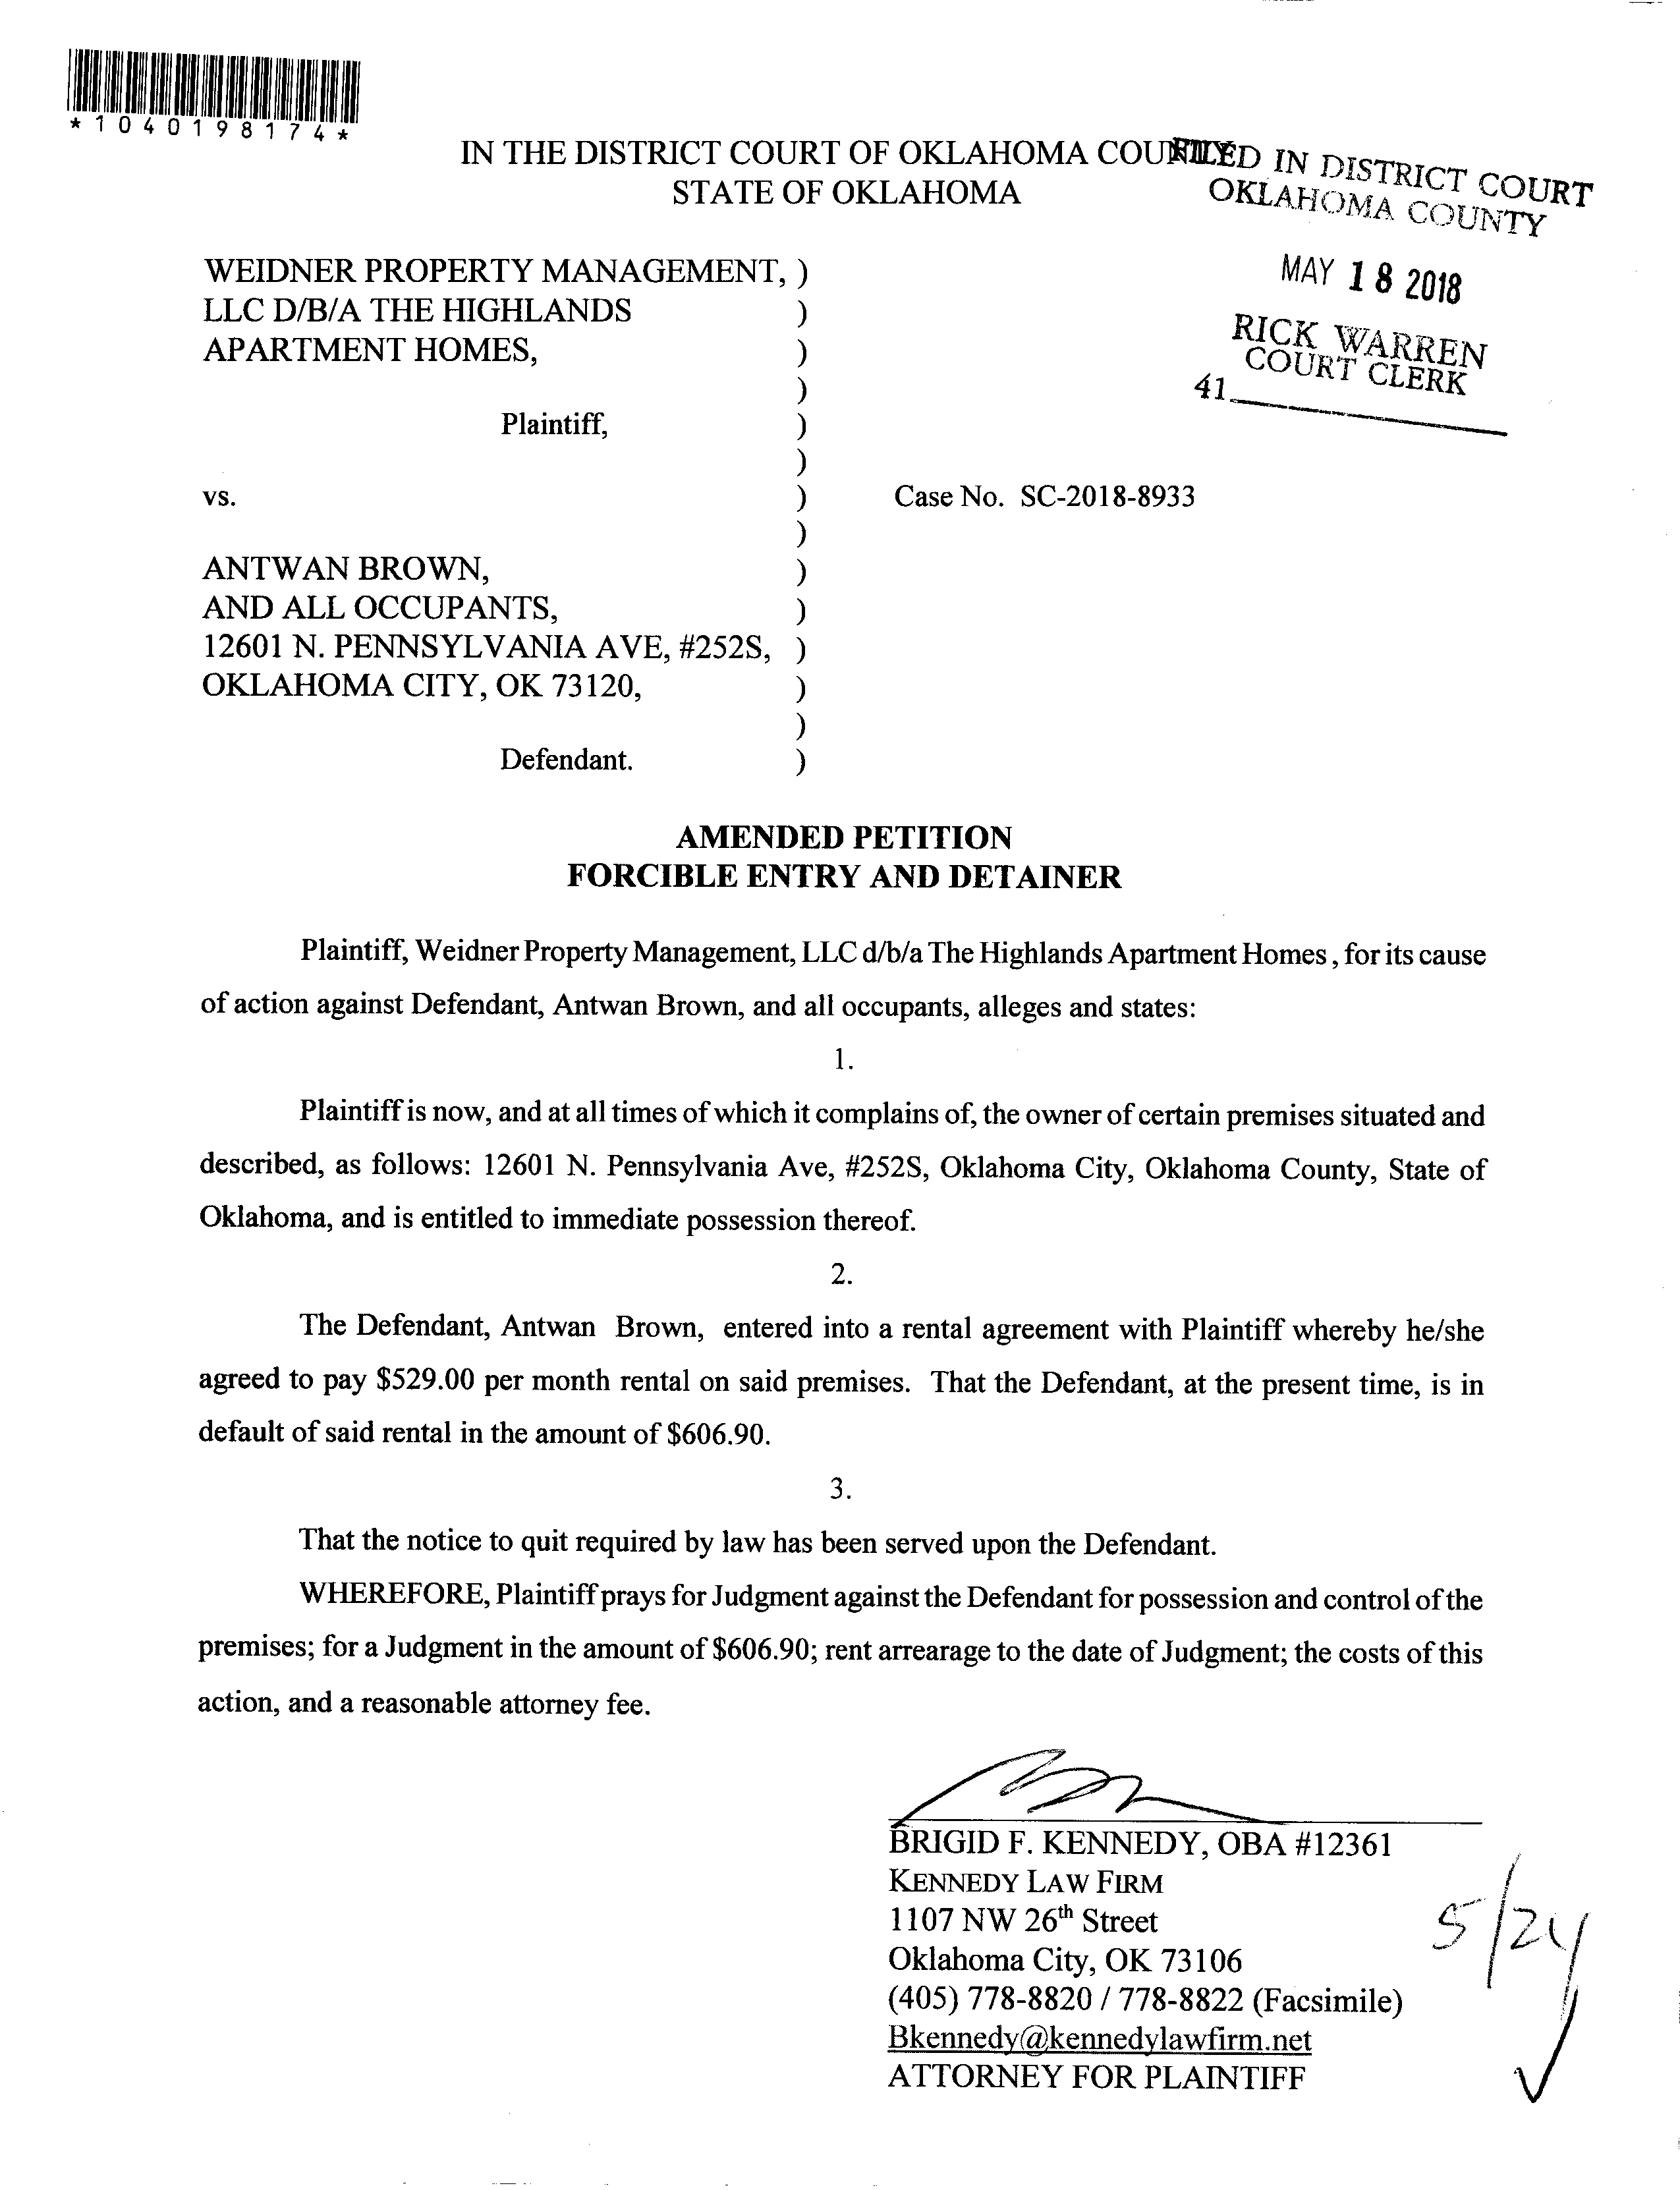 *1040198174*
IN THE DISTRICT COURT OF OKLAHOMA COUNTY
STATE OF OKLAHOMA
FILED IN DISTRICT COURT
OKLAHOMA COUNTY
MAY 18 2018
RICK WARREN
COURT CLERK
41
WEIDNER PROPERTY MANAGEMENT, )
LLC D/B/A THE HIGHLANDS )
APARTMENT HOMES, )
)
Plaintiff, )
)
vs. ) Case No. SC-2018-8933
)
ANTWAN BROWN, )
AND ALL OCCUPANTS, )
12601 N. PENNSYLVANIA AVE, #252S, )
OKLAHOMA CITY, OK 73120, )
)
Defendant. )
AMENDED PETITION
FORCIBLE ENTRY AND DETAINER
Plaintiff, Weidner Property Management, LLC d/b/a The Highlands Apartment Homes , for its cause
of action against Defendant, Antwan Brown, and all occupants, alleges and states:
1.
Plaintiff is now, and at all times of which it complains of, the owner of certain premises situated and
described, as follows: 12601 N. Pennsylvania Ave, #252S, Oklahoma City, Oklahoma County, State of
Oklahoma, and is entitled to immediate possession thereof.
2.
The Defendant, Antwan Brown, entered into a rental agreement with Plaintiff whereby he/she
agreed to pay $529.00 per month rental on said premises. That the Defendant, at the present time, is in
default of said rental in the amount of $606.90.
3.
That the notice to quit required by law has been served upon the Defendant.
WHEREFORE, Plaintiff prays for Judgment against the Defendant for possession and control of the
premises; for a Judgment in the amount of $606.90; rent arrearage to the date of Judgment; the costs of this
action, and a reasonable attorney fee.
BRIGID F. KENNEDY, OBA #12361
KENNEDY LAW FIRM
1107 NW 26th Street
Oklahoma City, OK 73106
(405) 778-8820 / 778-8822 (Facsimile)
Bkennedy@kennedylawfirm.net
ATTORNEY FOR PLAINTIFF
5/24